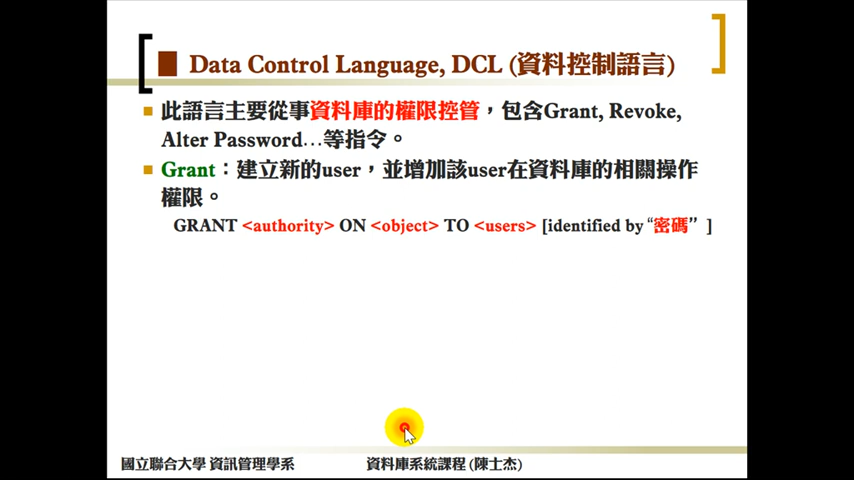 Data Control Language, DCL (資料控制語言)
此語言主要從事資料庫的權限控管，包含Grant, Revoke,
Alter Password…等指令。
Grant：建立新的user，並增加該user在資料庫的相關操作
權限。
GRANT <authority> ON <object> TO <users> [identified by “密碼” ]
國立聯合大學 資訊管理學系
資料庫系統課程 (陳士杰)